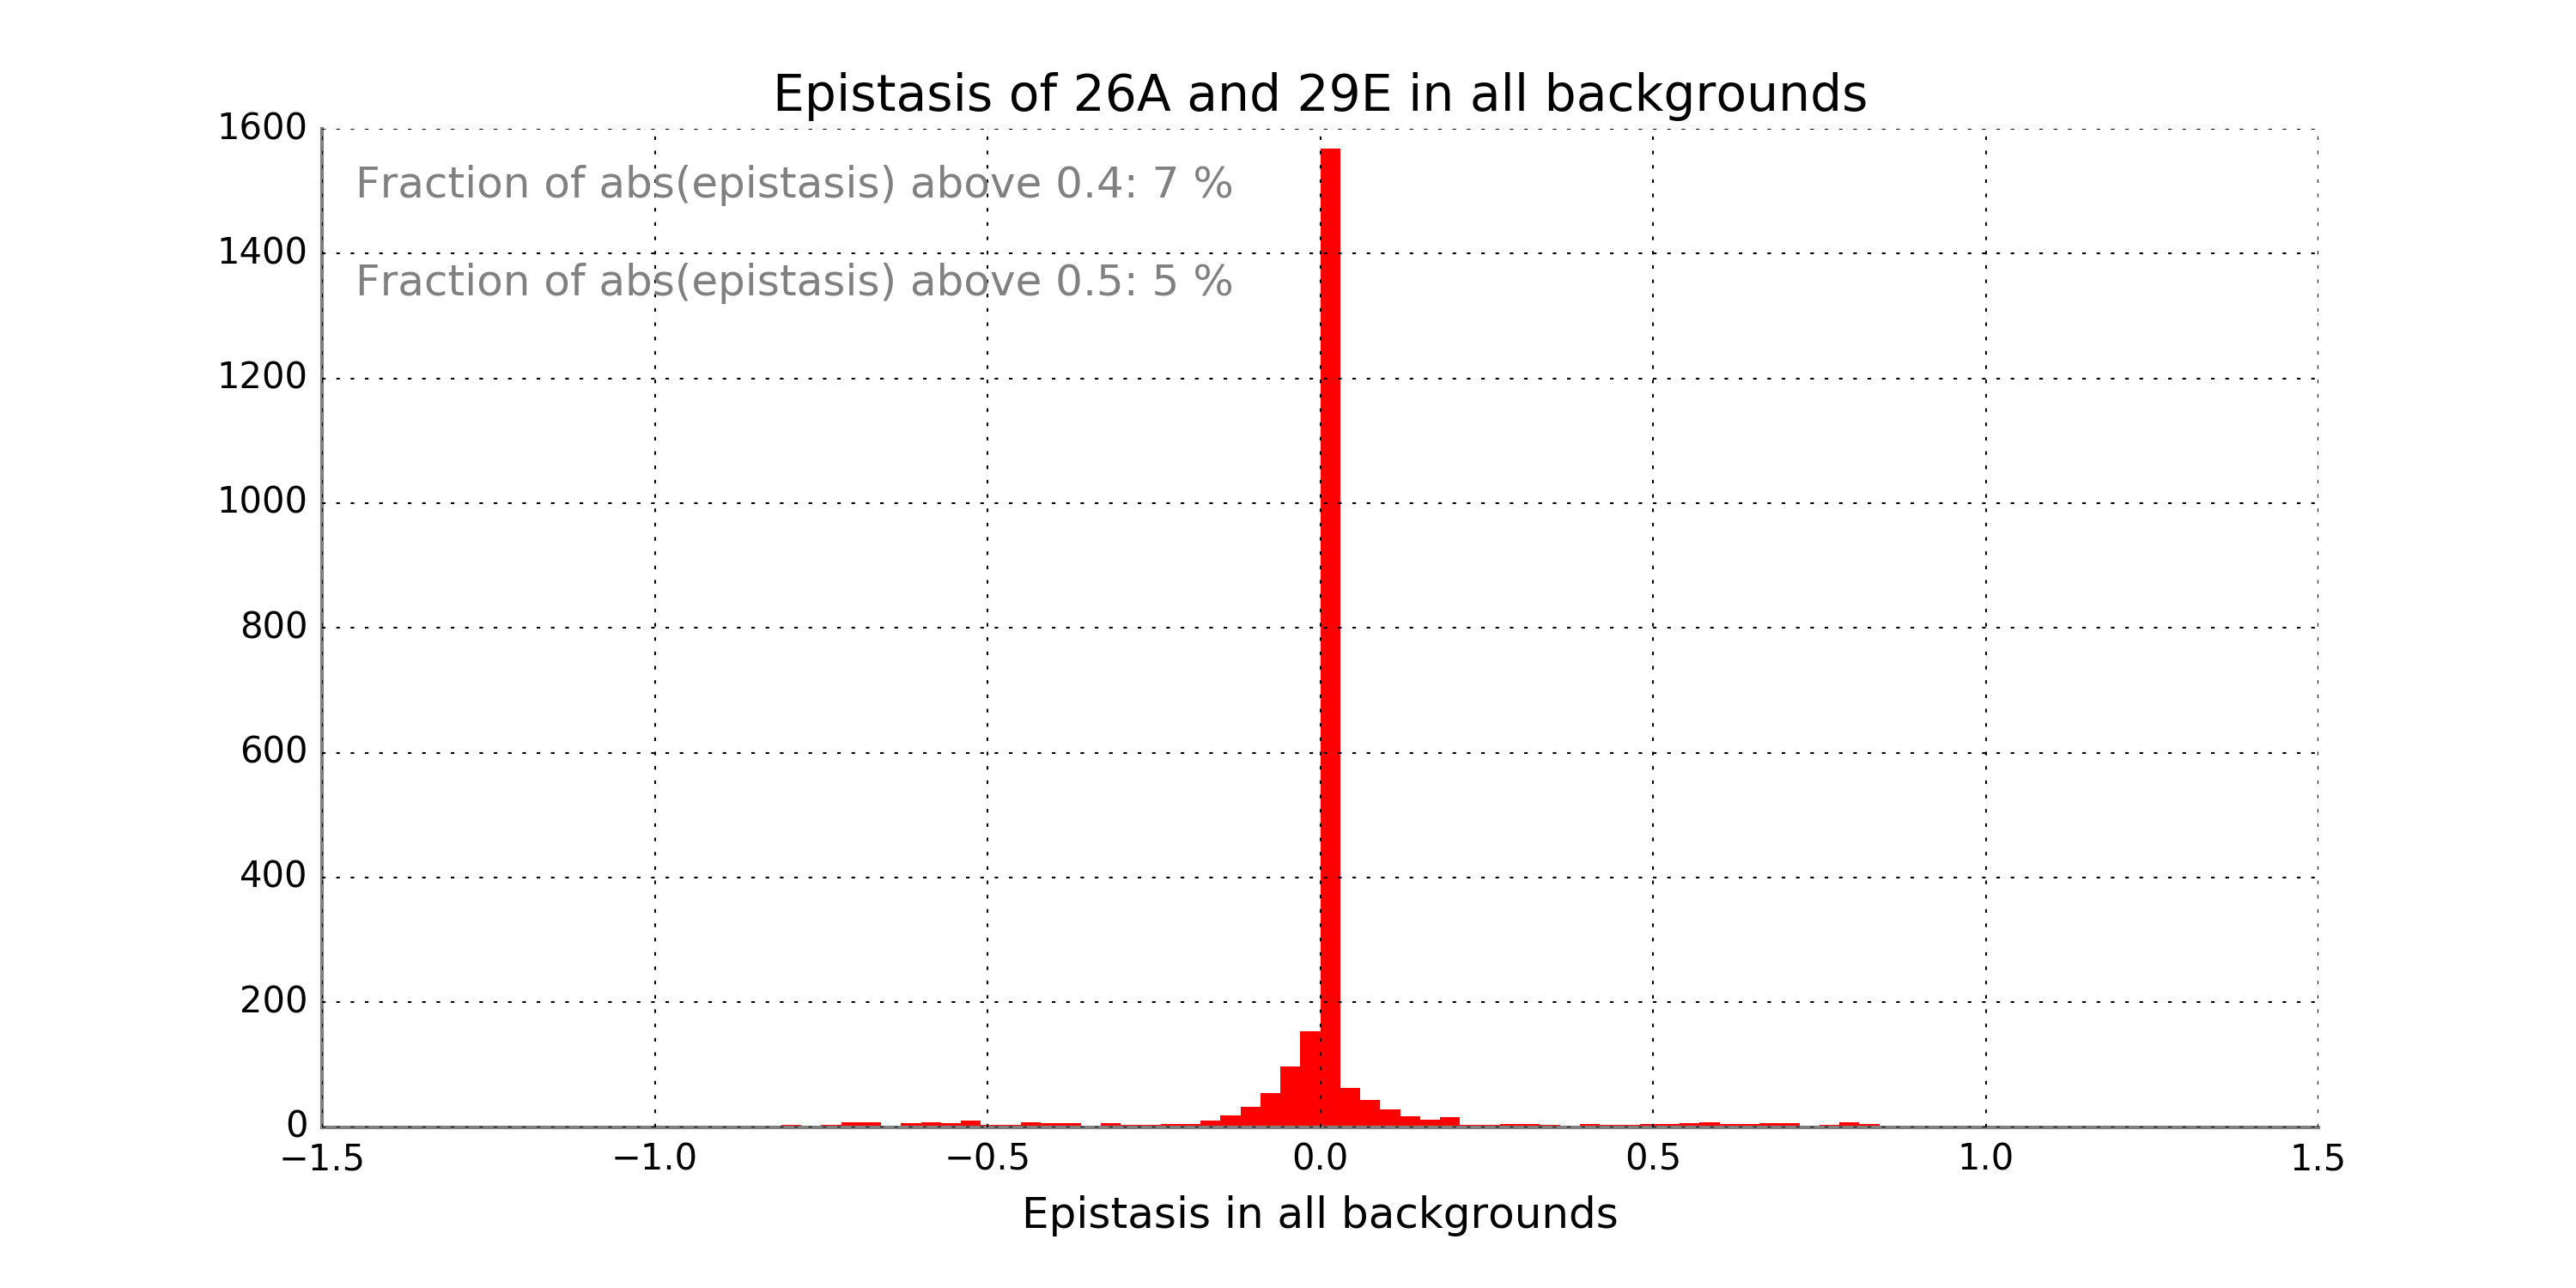 Epistasis of 26A and 29E in all backgrounds
1600
Fraction of abs(epistasis) above 0.4: 7 %
1400
Fraction of abs(epistasis) above 0.5: 5 %
1200
1000
800
600
400
200
0
−1.5 −1.0 −0.5 0.0 0.5 1.0 1.5
Epistasis in all backgrounds